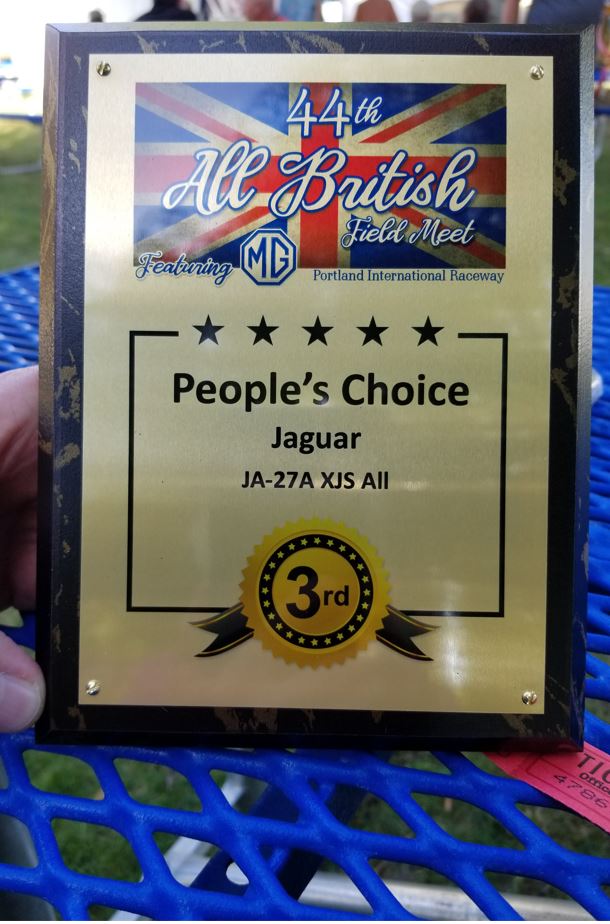 44th
All British
Field Meet
Featuring MG
Portland International Raceway
People's Choice
Jaguar
JA-27A XJS All
3rd